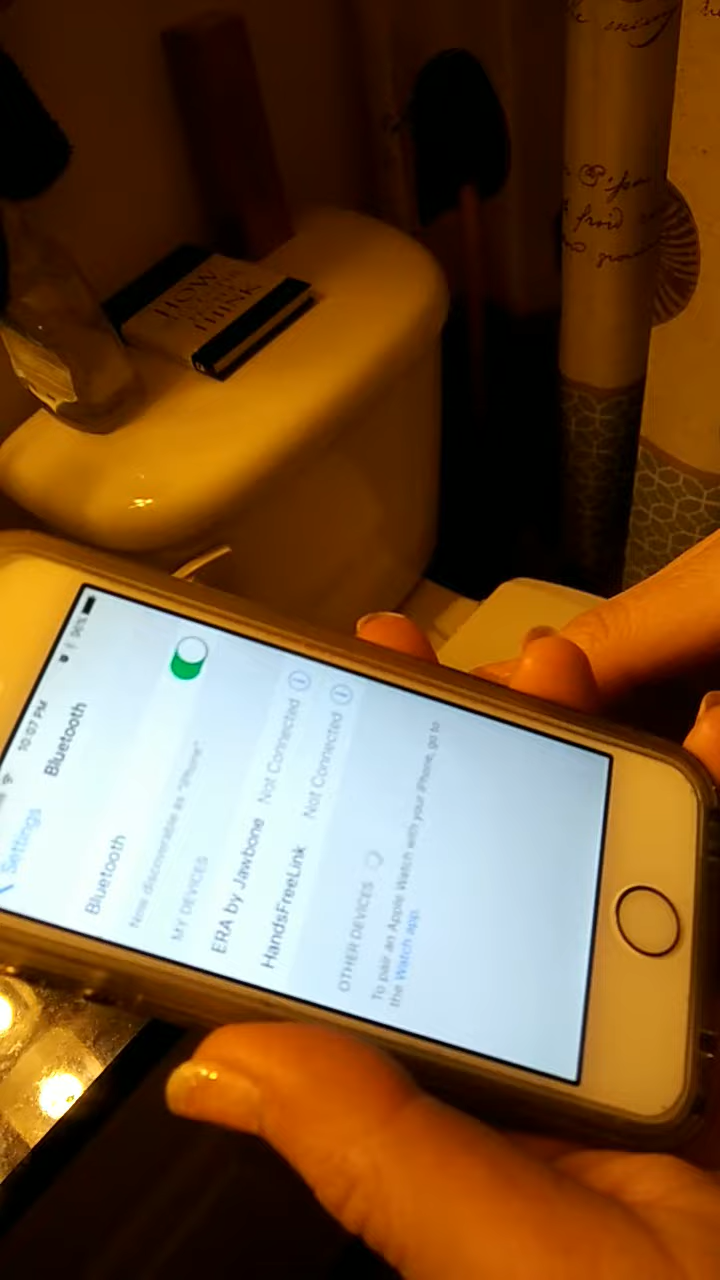 10:07 PM
96%
Settings
Bluetooth
Bluetooth
Now discoverable as "iPhone".
MY DEVICES
ERA by Jawbone Not Connected
HandsFreeLink Not Connected
OTHER DEVICES
To pair an Apple Watch with your iPhone, go to
the Watch app.
HOW
THINK